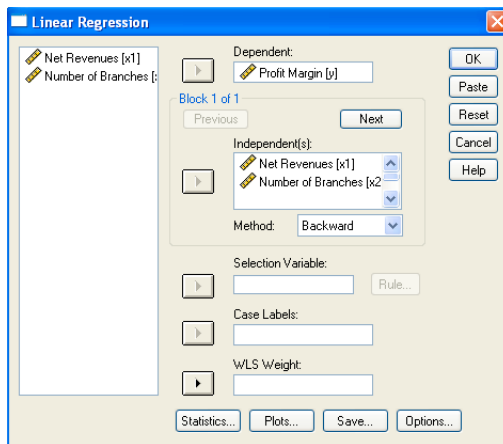 Linear Regression
Net Revenues [x1]
Number of Branches [
Dependent:
Profit Margin [y]
Block 1 of 1
Previous
Next
Independent(s):
Net Revenues [x1]
Number of Branches [x2
Method:
Backward
Selection Variable:
Rule...
Case Labels:
WLS Weight:
Statistics...
Plots...
Save...
Options...
OK
Paste
Reset
Cancel
Help